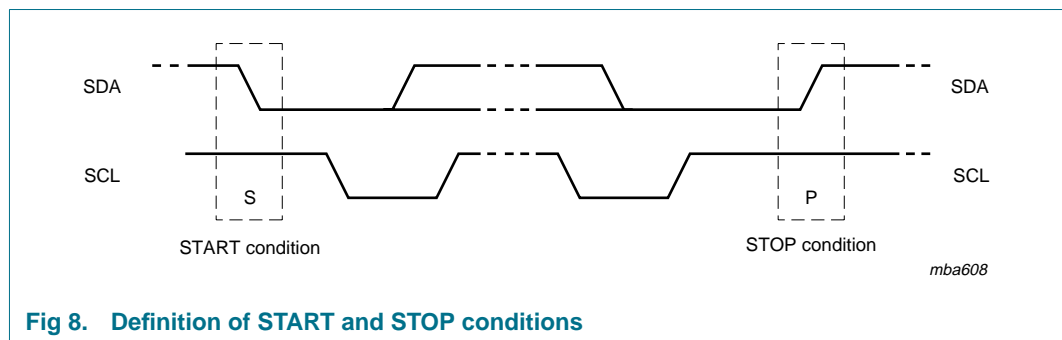 SDA
SDA
SCL
SCL
S
P
START condition
STOP condition
mba608
Fig 8. Definition of START and STOP conditions